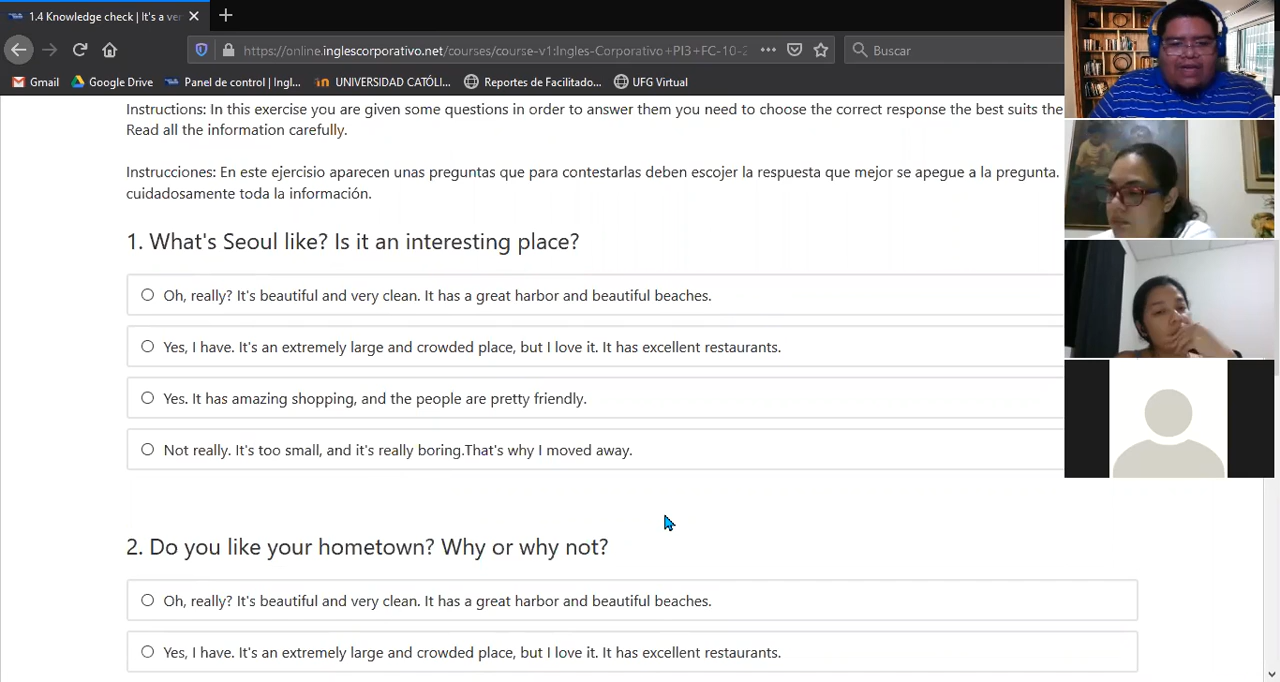 1.4 Knowledge check | It's a ver
https://online.inglescorporativo.net/courses/course-v1:Ingles-Corporativo+PI3+FC-10-2
Buscar
Gmail
Google Drive
Panel de control | Ingl...
UNIVERSIDAD CATÓLI...
Reportes de Facilitado...
UFG Virtual
Instructions: In this exercise you are given some questions in order to answer them you need to choose the correct response the best suits the
Read all the information carefully.
Instrucciones: En este ejercisio aparecen unas preguntas que para contestarlas deben escojer la respuesta que mejor se apegue a la pregunta.
cuidadosamente toda la información.
1. What's Seoul like? Is it an interesting place?
Oh, really? It's beautiful and very clean. It has a great harbor and beautiful beaches.
Yes, I have. It's an extremely large and crowded place, but I love it. It has excellent restaurants.
Yes. It has amazing shopping, and the people are pretty friendly.
Not really. It's too small, and it's really boring.That's why I moved away.
2. Do you like your hometown? Why or why not?
Oh, really? It's beautiful and very clean. It has a great harbor and beautiful beaches.
Yes, I have. It's an extremely large and crowded place, but I love it. It has excellent restaurants.